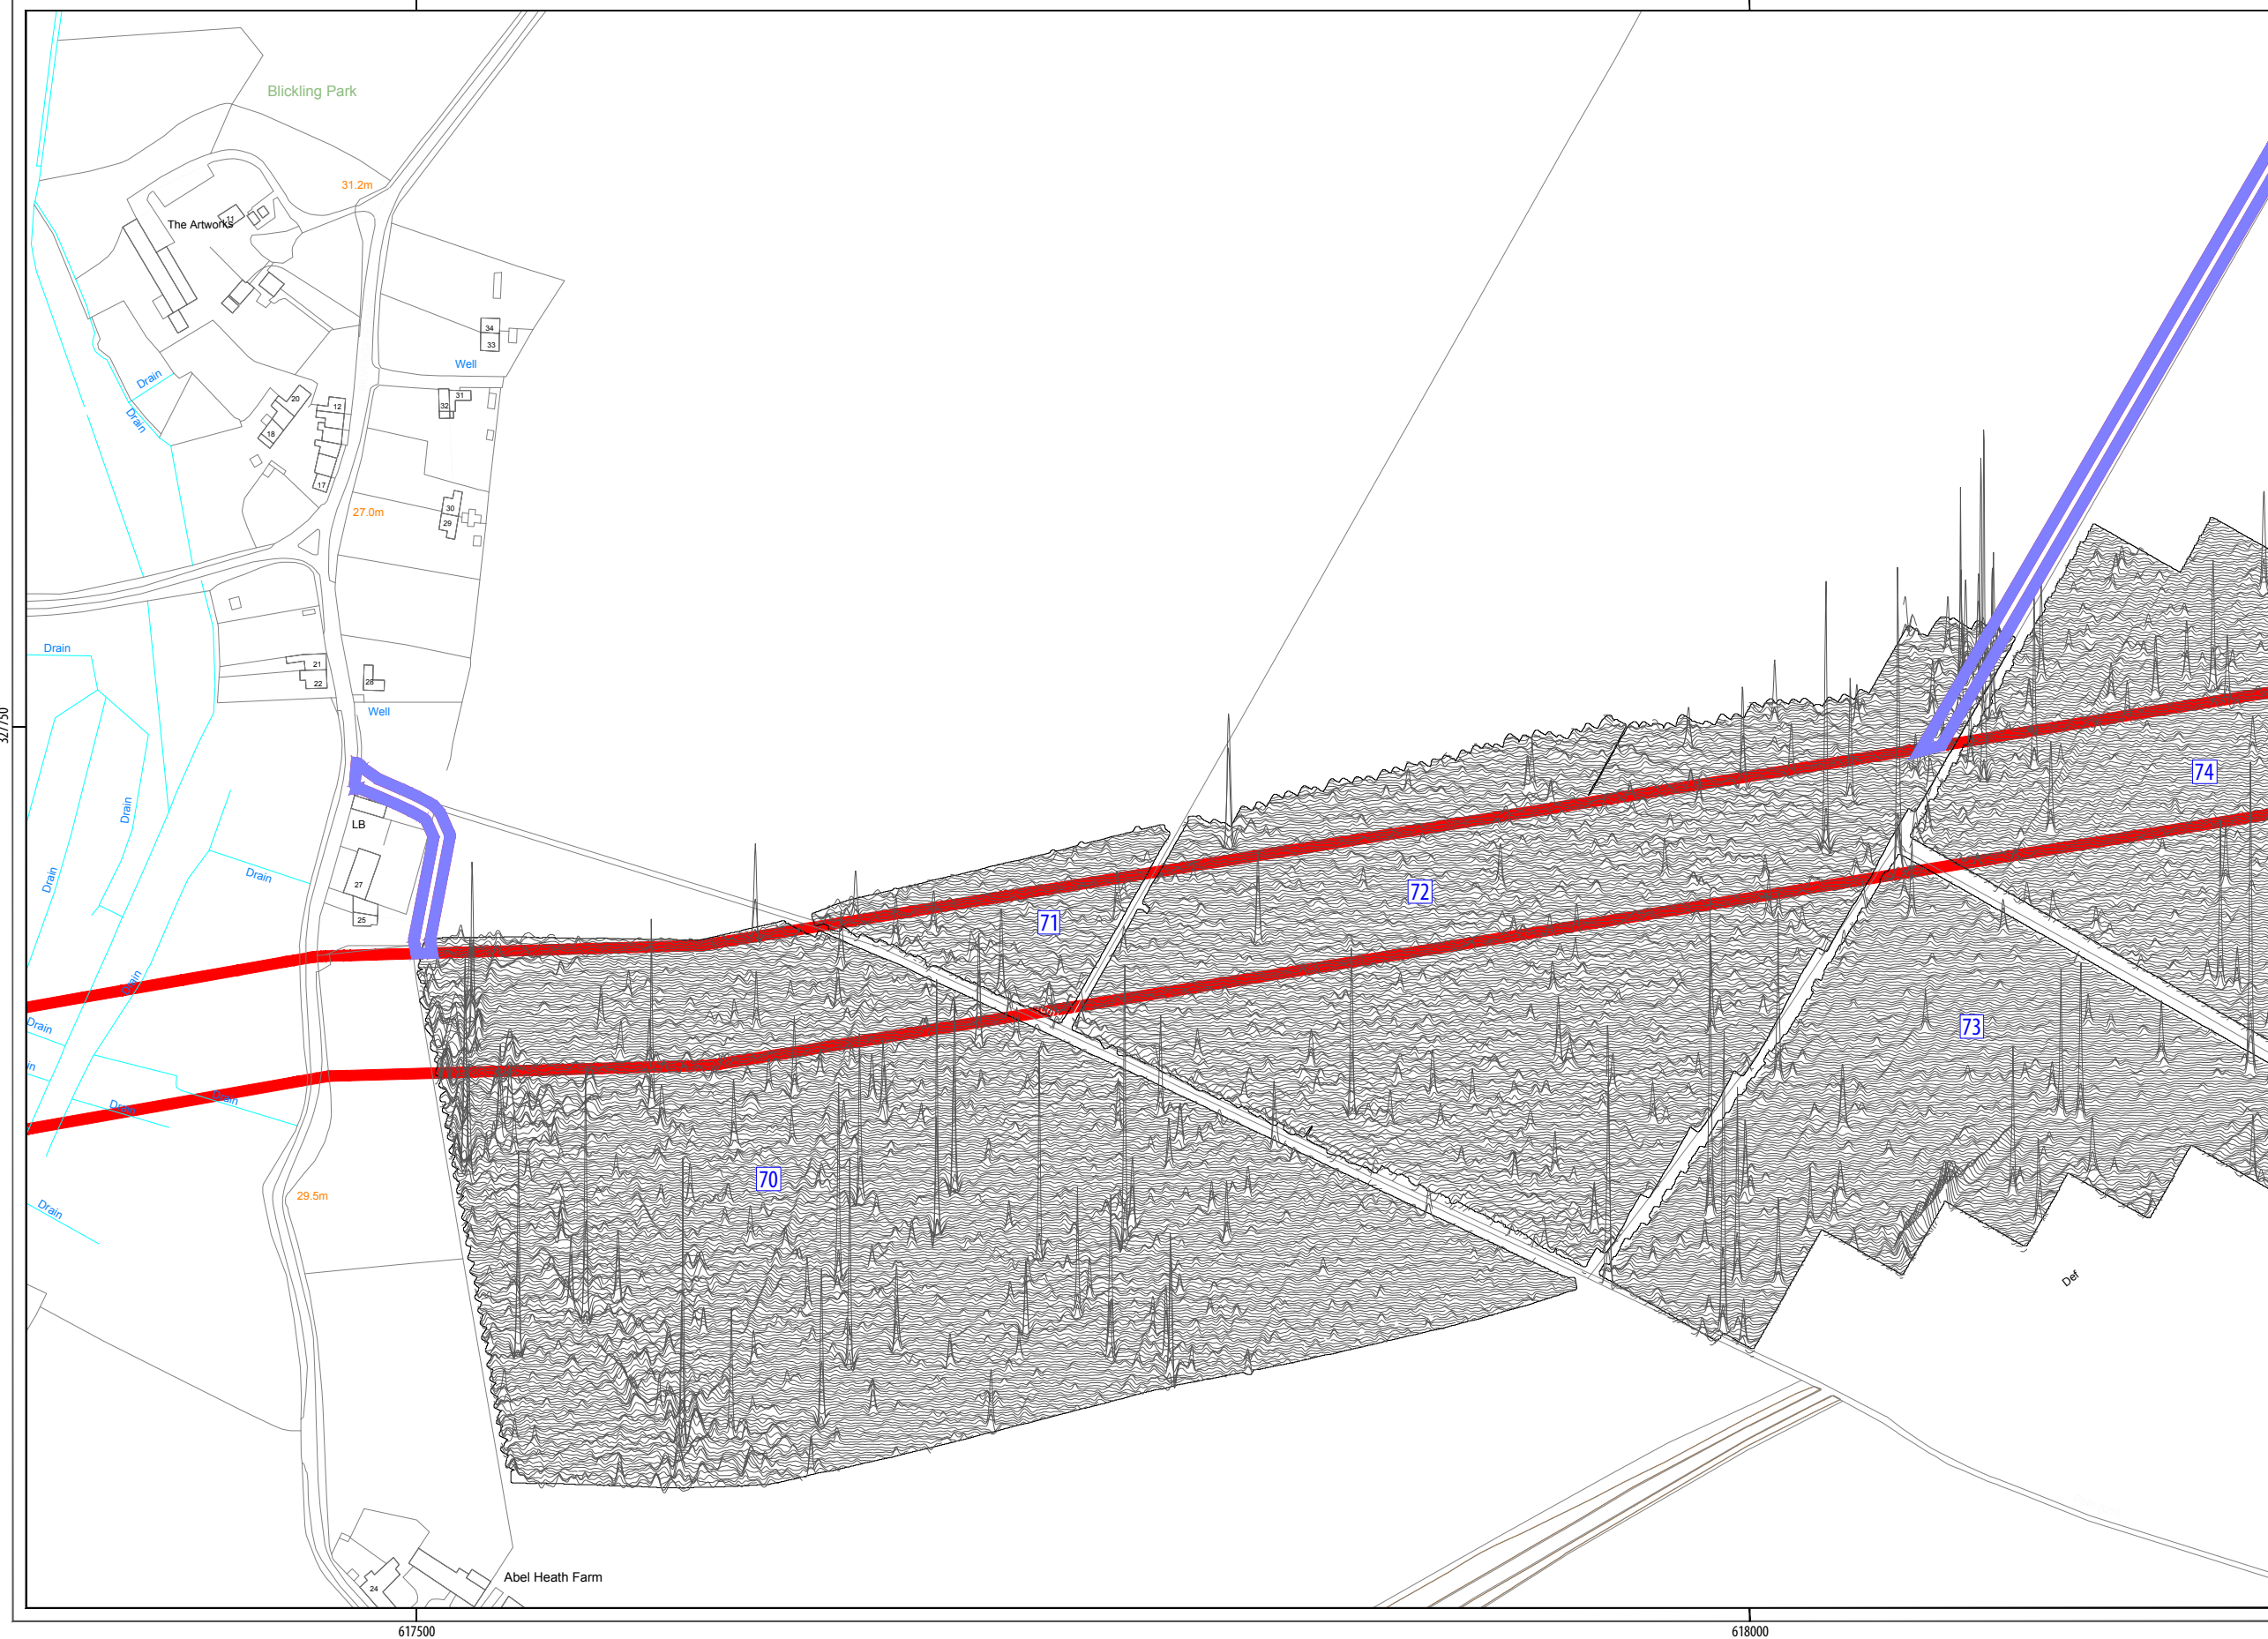 Blickling Park
31.2m
11
The Artworks
34
33
Well
Drain
31
32
20
12
Drain
18
17
30
27.0m
29
Drain
21
22
28
Well
327750
74
Drain
LB
Drain
Drain
27
72
25
71
Drain
Drain
73
Drain
Drain
70
29.5m
Drain
Def
Abel Heath Farm
24
617500
618000